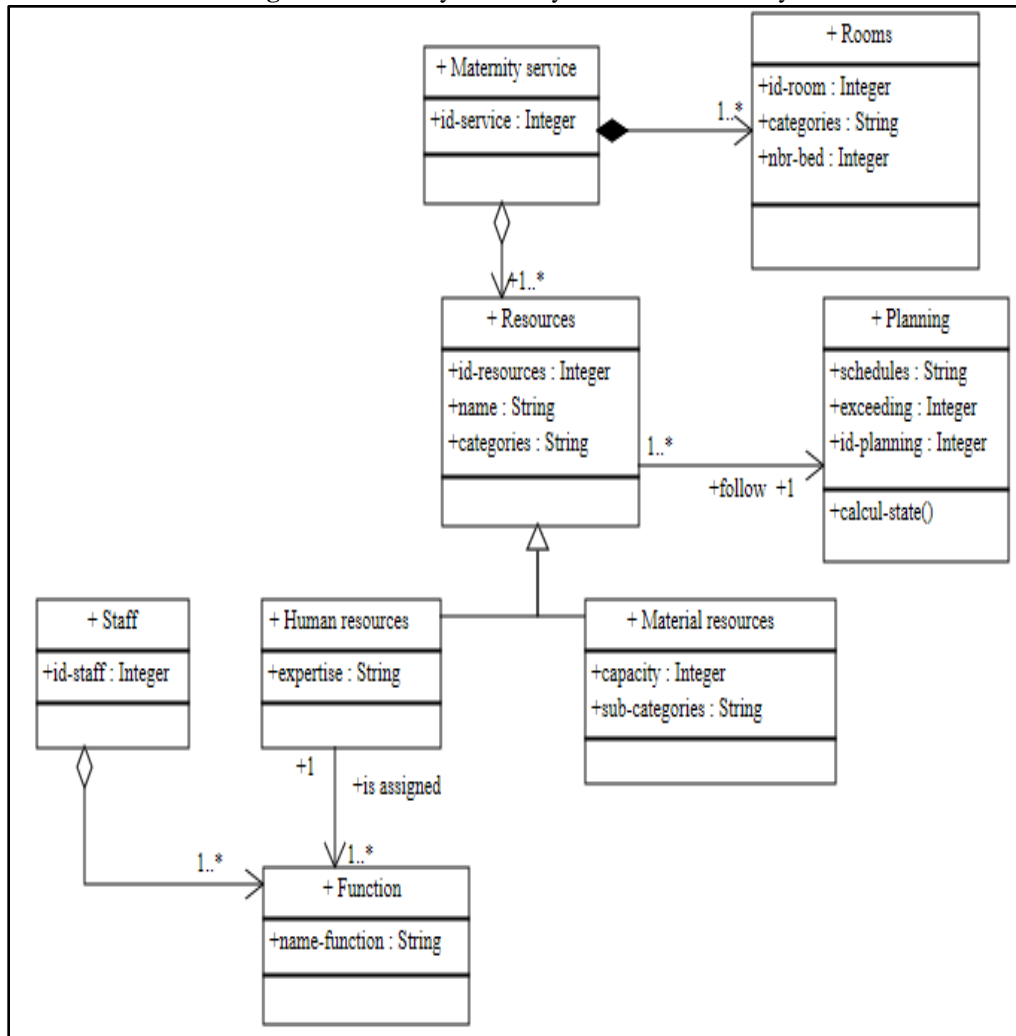 + Maternity service
+id-service : Integer
+ Rooms
+id-room : Integer
+categories : String
+nbr-bed : Integer
1..*
+1..*
+ Resources
+id-resources : Integer
+name : String
+categories : String
1..*
+follow +1
+ Planning
+schedules : String
+exceeding : Integer
+id-planning : Integer
+calcul-state()
+ Staff
+id-staff : Integer
+ Human resources
+expertise : String
+ Material resources
+capacity : Integer
+sub-categories : String
+1
+is assigned
1..*
1..*
+ Function
+name-function : String